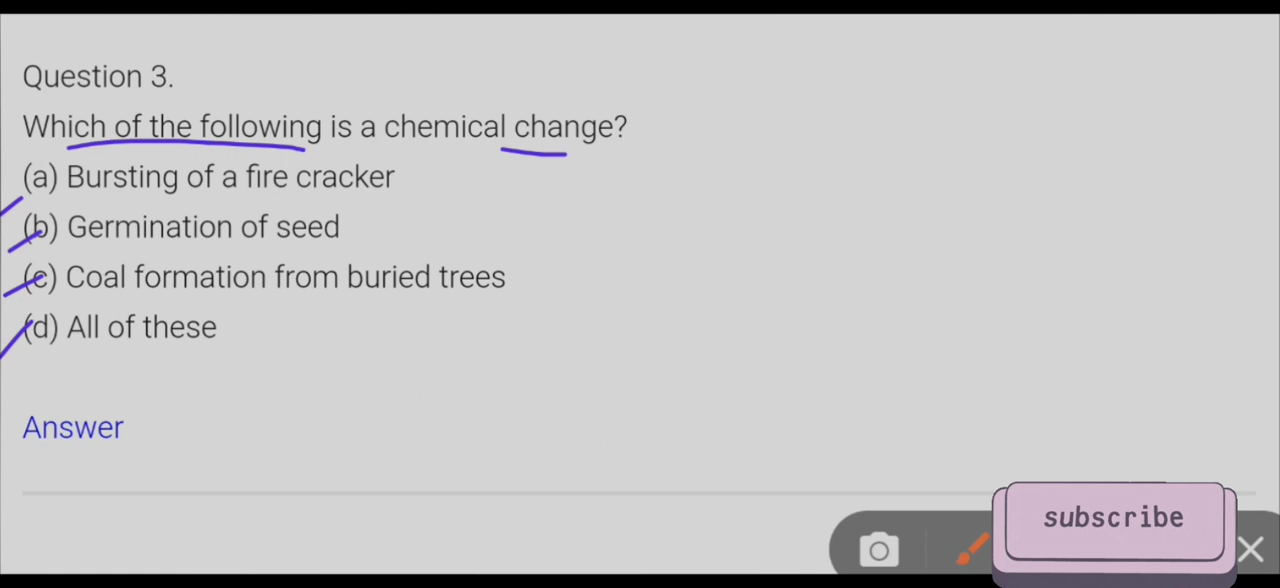 Question 3.
Which of the following is a chemical change?
(a) Bursting of a fire cracker
(b) Germination of seed
(c) Coal formation from buried trees
(d) All of these
Answer
subscribe